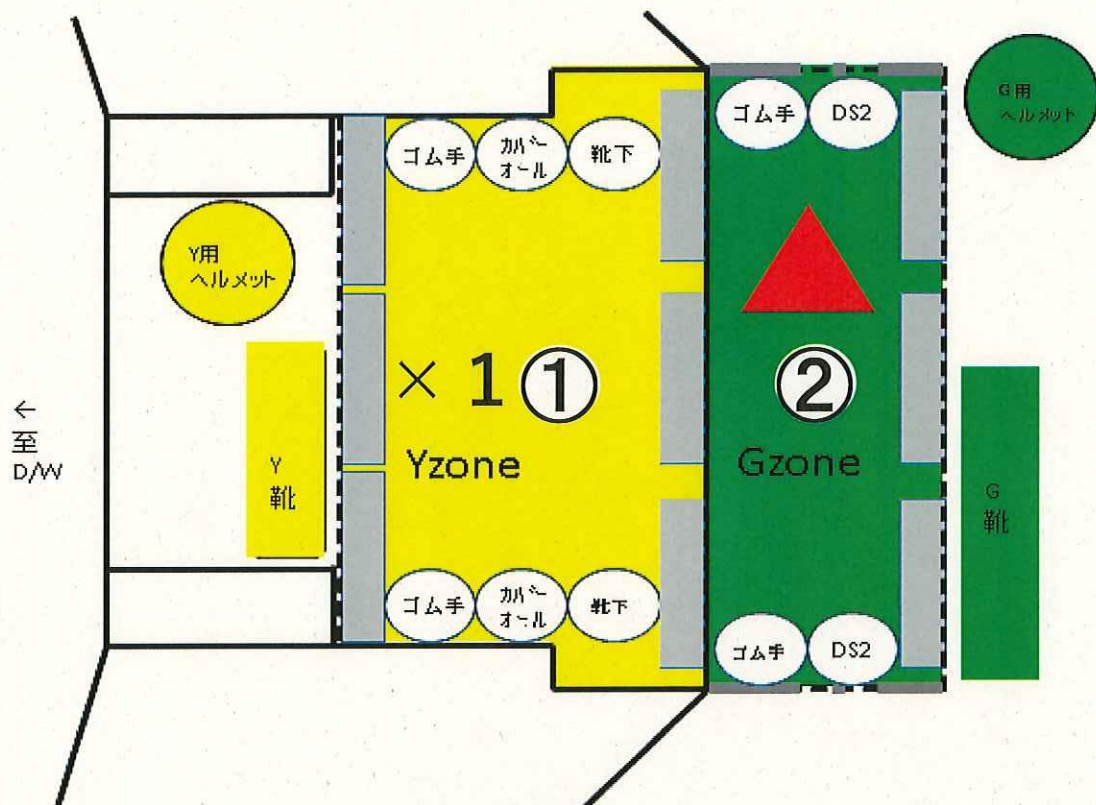 G用
ヘルメット
ゴム手
DS2
ゴム手
カバー
オール
靴下
Y用
ヘルメット
×1
①
②
Yzone
Gzone
←
至
D/W
Y
靴
G
靴
ゴム手
カバー
オール
靴下
ゴム手
DS2